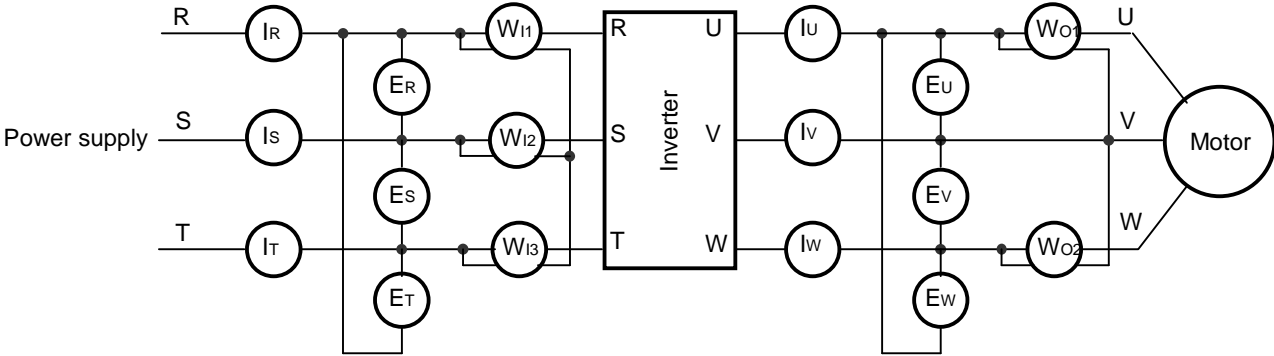 R IR WI1 R U IU WO1 U
ER EU
Power supply S IS WI2 S Inverter V IV V Motor
ES EV
T IT WI3 T W IW WO2 W
ET EW